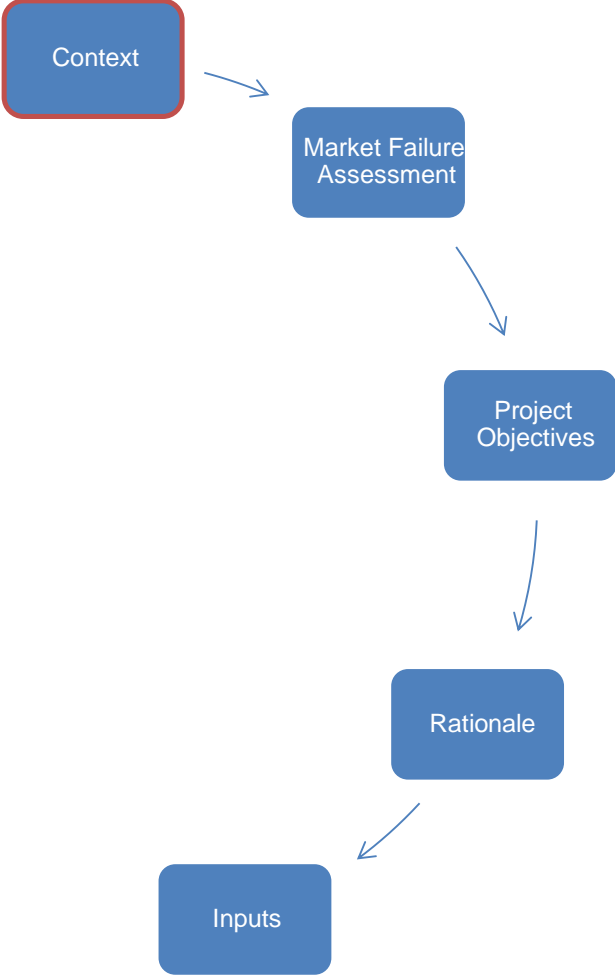 Context
Market Failure
Assessment
Project
Objectives
Rationale
Inputs